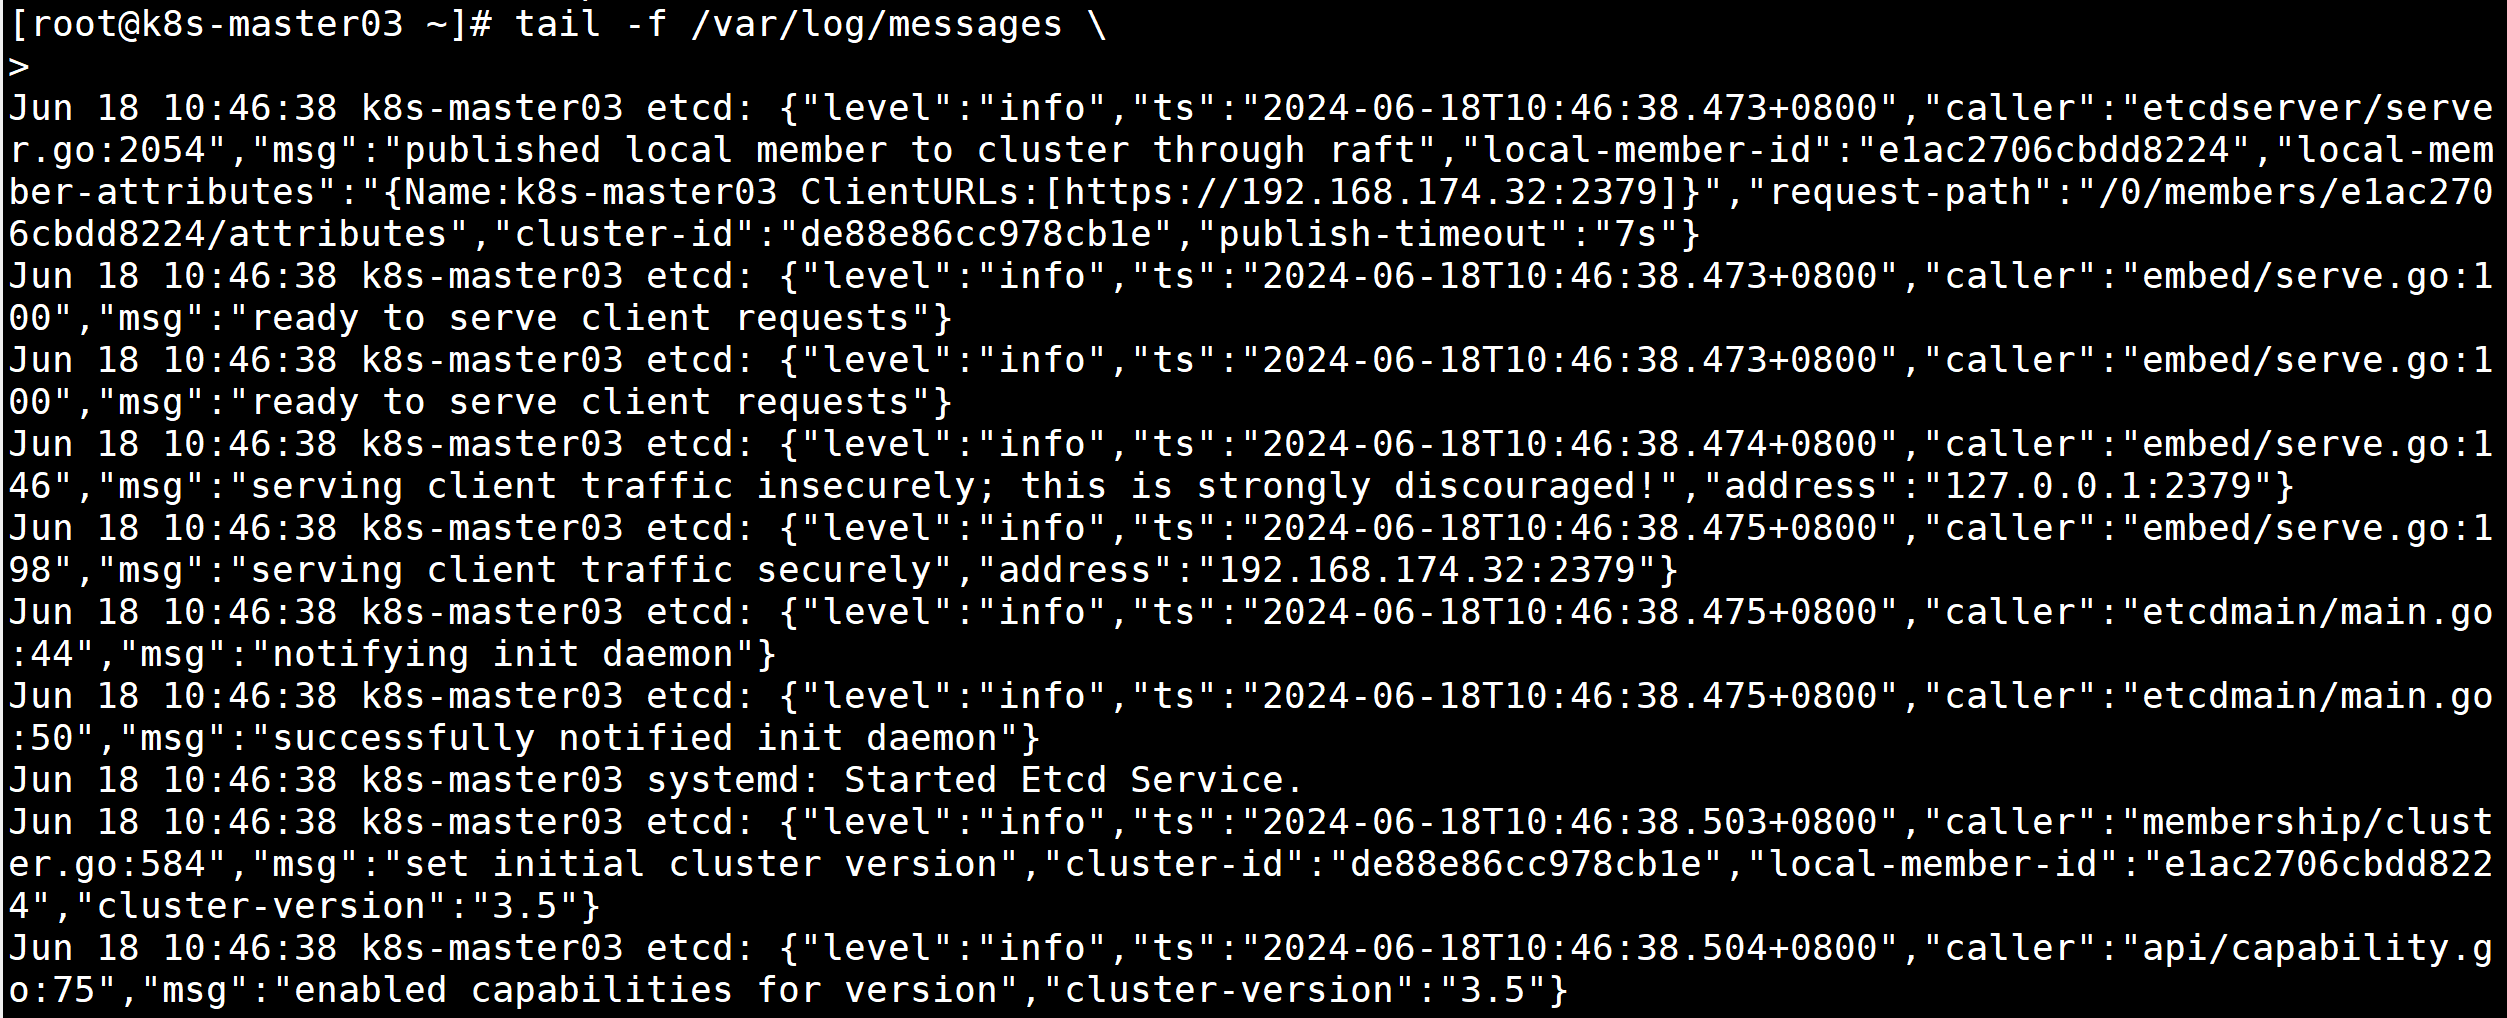 [root@k8s-master03 ~]# tail -f /var/log/messages \
>
Jun 18 10:46:38 k8s-master03 etcd: {"level":"info","ts":"2024-06-18T10:46:38.473+0800","caller":"etcdserver/serve
r.go:2054","msg":"published local member to cluster through raft","local-member-id":"e1ac2706cbdd8224","local-mem
ber-attributes":"{Name:k8s-master03 ClientURLs:[https://192.168.174.32:2379]}","request-path":"/0/members/e1ac270
6cbdd8224/attributes","cluster-id":"de88e86cc978cb1e","publish-timeout":"7s"}
Jun 18 10:46:38 k8s-master03 etcd: {"level":"info","ts":"2024-06-18T10:46:38.473+0800","caller":"embed/serve.go:1
00","msg":"ready to serve client requests"}
Jun 18 10:46:38 k8s-master03 etcd: {"level":"info","ts":"2024-06-18T10:46:38.473+0800","caller":"embed/serve.go:1
00","msg":"ready to serve client requests"}
Jun 18 10:46:38 k8s-master03 etcd: {"level":"info","ts":"2024-06-18T10:46:38.474+0800","caller":"embed/serve.go:1
46","msg":"serving client traffic insecurely; this is strongly discouraged!","address":"127.0.0.1:2379"}
Jun 18 10:46:38 k8s-master03 etcd: {"level":"info","ts":"2024-06-18T10:46:38.475+0800","caller":"embed/serve.go:1
98","msg":"serving client traffic securely","address":"192.168.174.32:2379"}
Jun 18 10:46:38 k8s-master03 etcd: {"level":"info","ts":"2024-06-18T10:46:38.475+0800","caller":"etcdmain/main.go
:44","msg":"notifying init daemon"}
Jun 18 10:46:38 k8s-master03 etcd: {"level":"info","ts":"2024-06-18T10:46:38.475+0800","caller":"etcdmain/main.go
:50","msg":"successfully notified init daemon"}
Jun 18 10:46:38 k8s-master03 systemd: Started Etcd Service.
Jun 18 10:46:38 k8s-master03 etcd: {"level":"info","ts":"2024-06-18T10:46:38.503+0800","caller":"membership/clust
er.go:584","msg":"set initial cluster version","cluster-id":"de88e86cc978cb1e","local-member-id":"e1ac2706cbdd822
4","cluster-version":"3.5"}
Jun 18 10:46:38 k8s-master03 etcd: {"level":"info","ts":"2024-06-18T10:46:38.504+0800","caller":"api/capability.g
o:75","msg":"enabled capabilities for version","cluster-version":"3.5"}